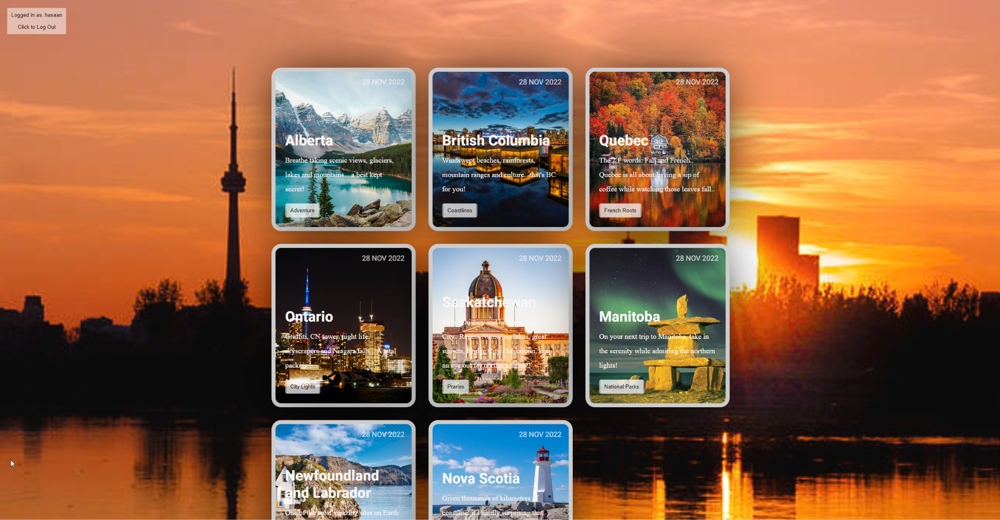 Logged in as: hasaan
Click to Log Out
28 NOV 2022
Alberta
Breathe taking scenic views, glaciers,
lakes and mountains... a best kept
secret!
Adventure
28 NOV 2022
British Columbia
Windswept beaches, rainforests,
mountain ranges and culture.. that's BC
for you!
Coastlines
28 NOV 2022
Quebec
The 2 F words: Fall and French..
Quebec is all about having a sip of
coffee while watching those leaves fall..
French Roots
28 NOV 2022
Ontario
Graffiti, CN tower, night life,
skyscrapers and Niagara falls... A total
package!
City Lights
28 NOV 2022
Saskatchewan
history and
City.. Regina Numerous lakes, great
sunsets, Bridge City.. Saskatoon, keep
an eye out for northern lights!!
Praries
28 NOV 2022
Manitoba
On your next trip to Manitoba, take in
the serenity while admiring the northern
lights!
National Parks
28 NOV 2022
Newfoundland
and Labrador
One of the most amazing sites on Earth
28 NOV 2022
Nova Scotia
Given thousands of kilometres of
coastline, it's hardly surprising that